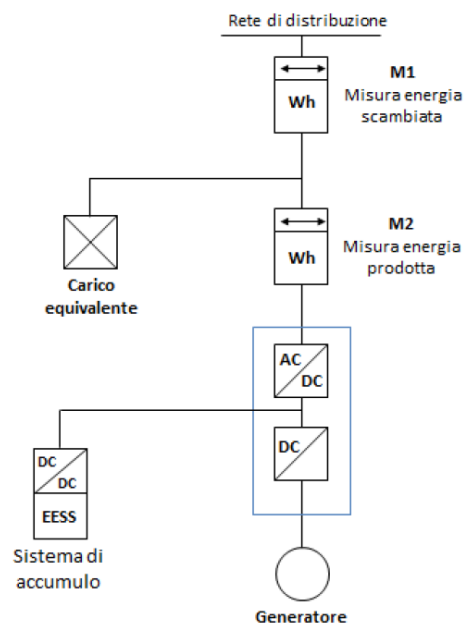 Rete di distribuzione
M1
Wh
Misura energia
scambiata
M2
Misura energia
prodotta
Wh
Carico
equivalente
AC
DC
DC
DC
DC
EESS
Sistema di
accumulo
Generatore